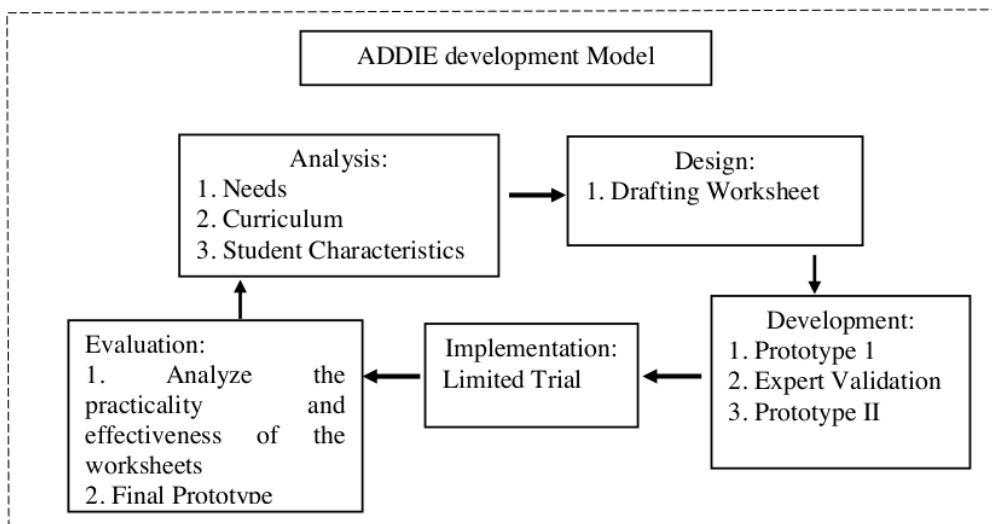 ADDIE development Model
Analysis:
1. Needs
2. Curriculum
3. Student Characteristics
Design:
1. Drafting Worksheet
Development:
1. Prototype 1
2. Expert Validation
3. Prototype II
Implementation:
Limited Trial
Evaluation:
1. Analyze the
practicality and
effectiveness of the
worksheets
2. Final Prototype